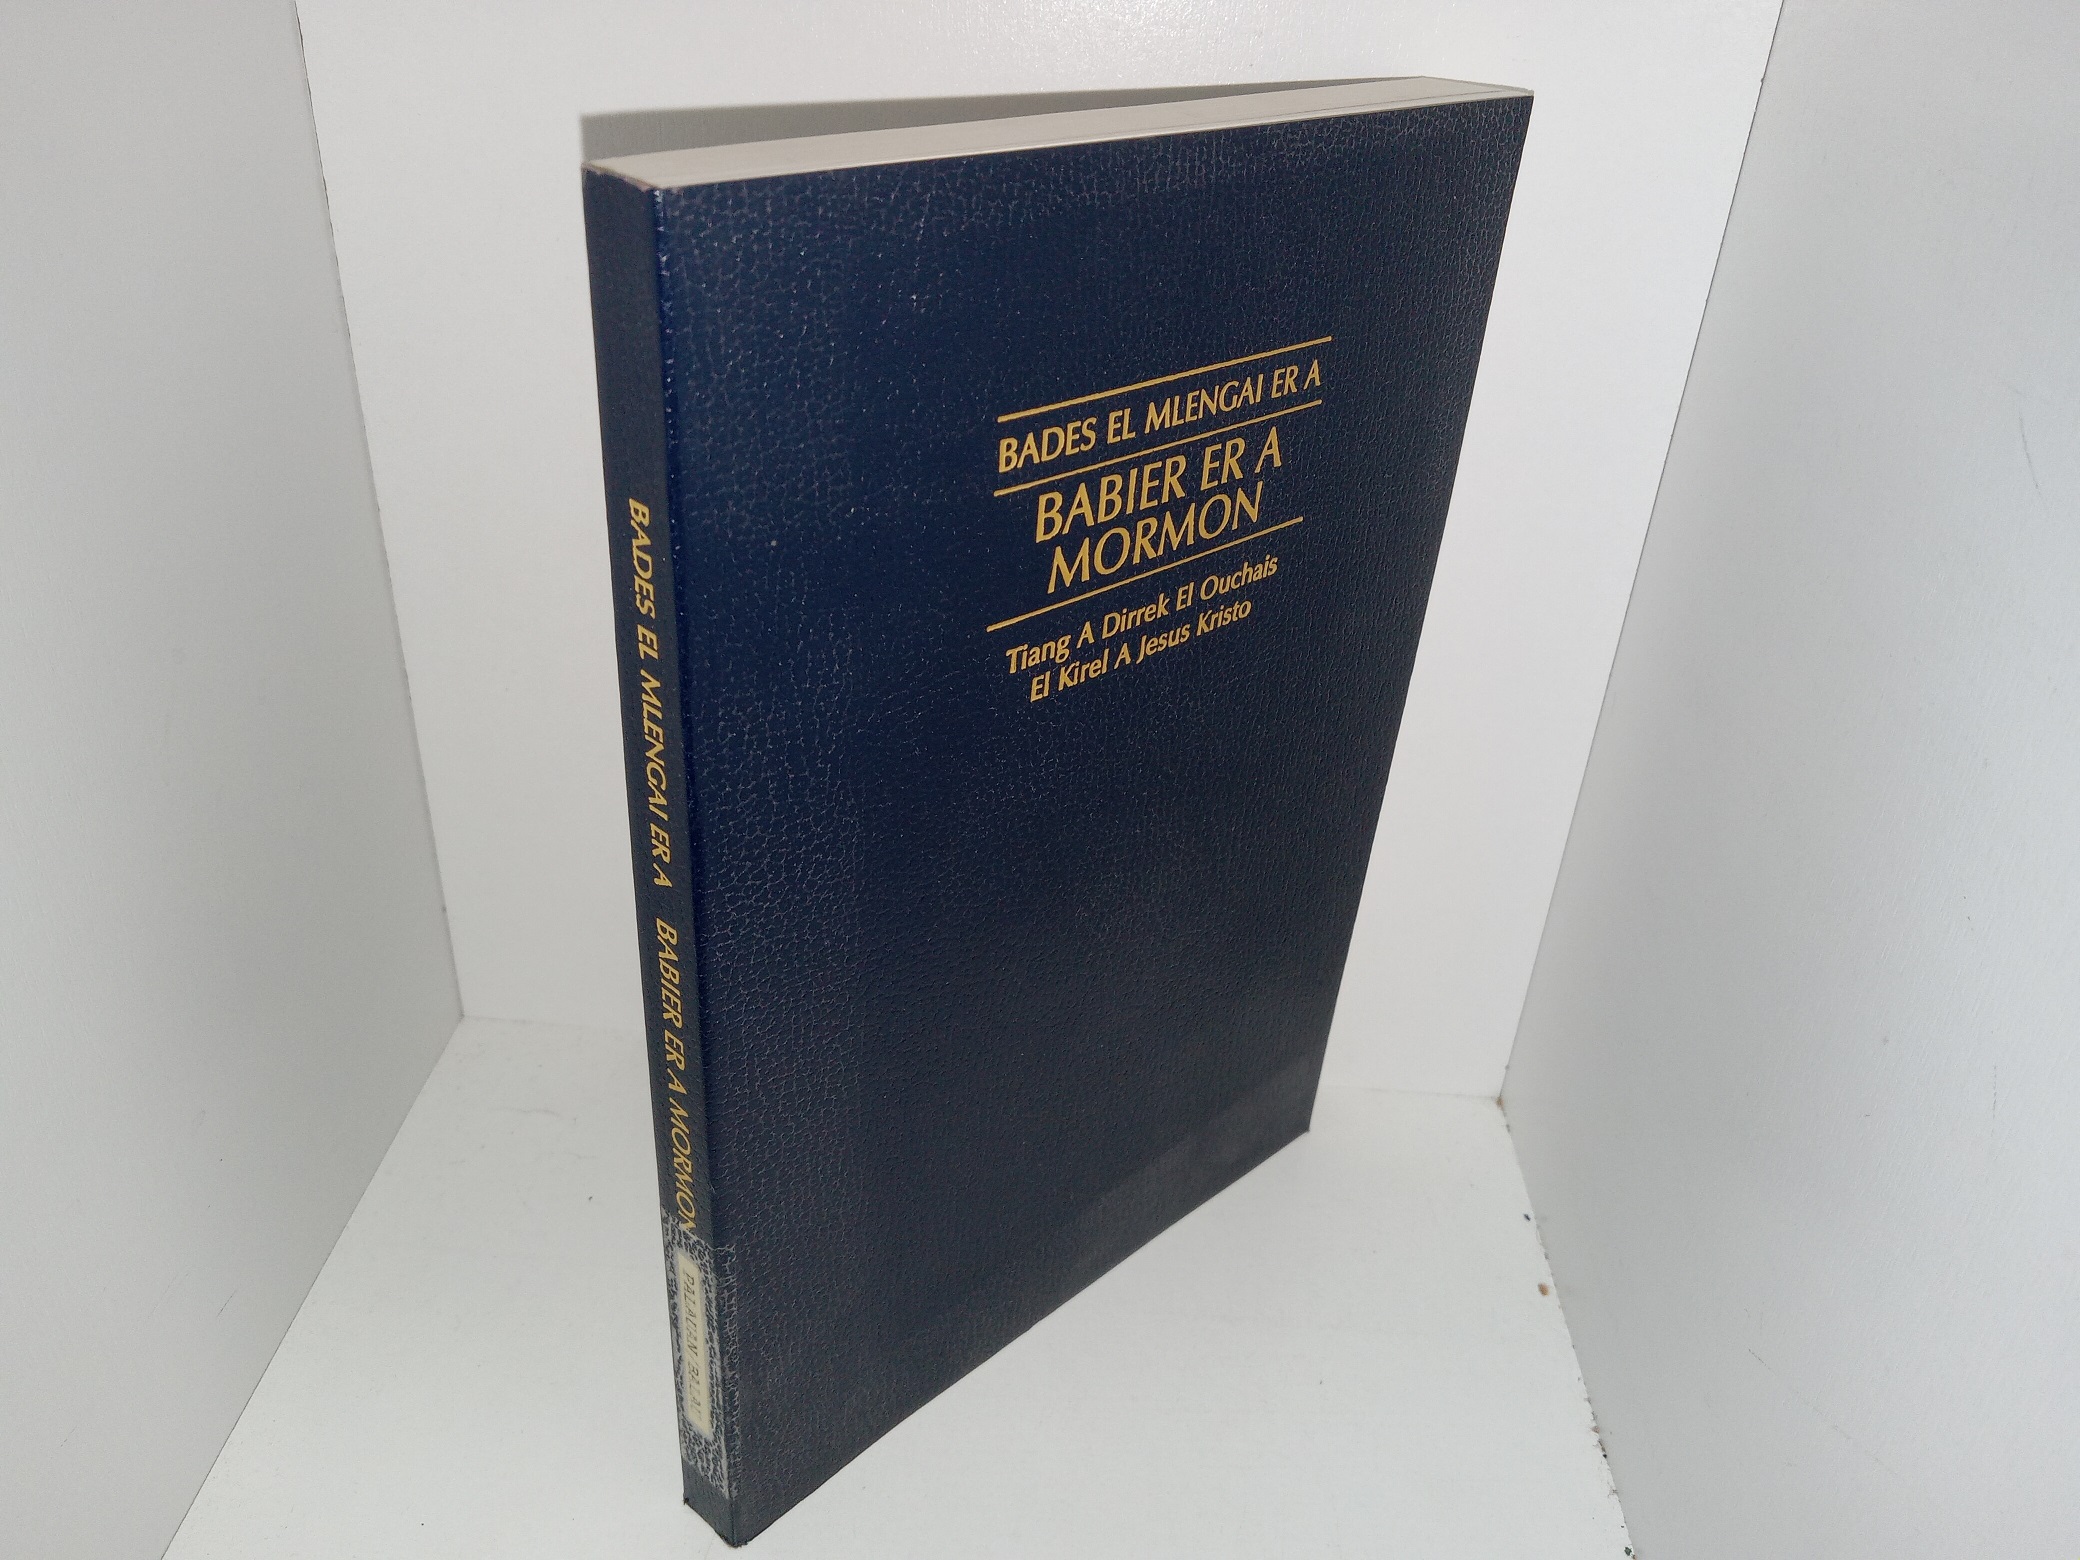 BADES EL MLENGAI ER A
BABIER ER A
MORMON
Tiang A Dirrek El Ouchais
El Kirel A Jesus Kristo
BADES EL MLENGAI ER A BABIER ER A MORMON
PALAUAN